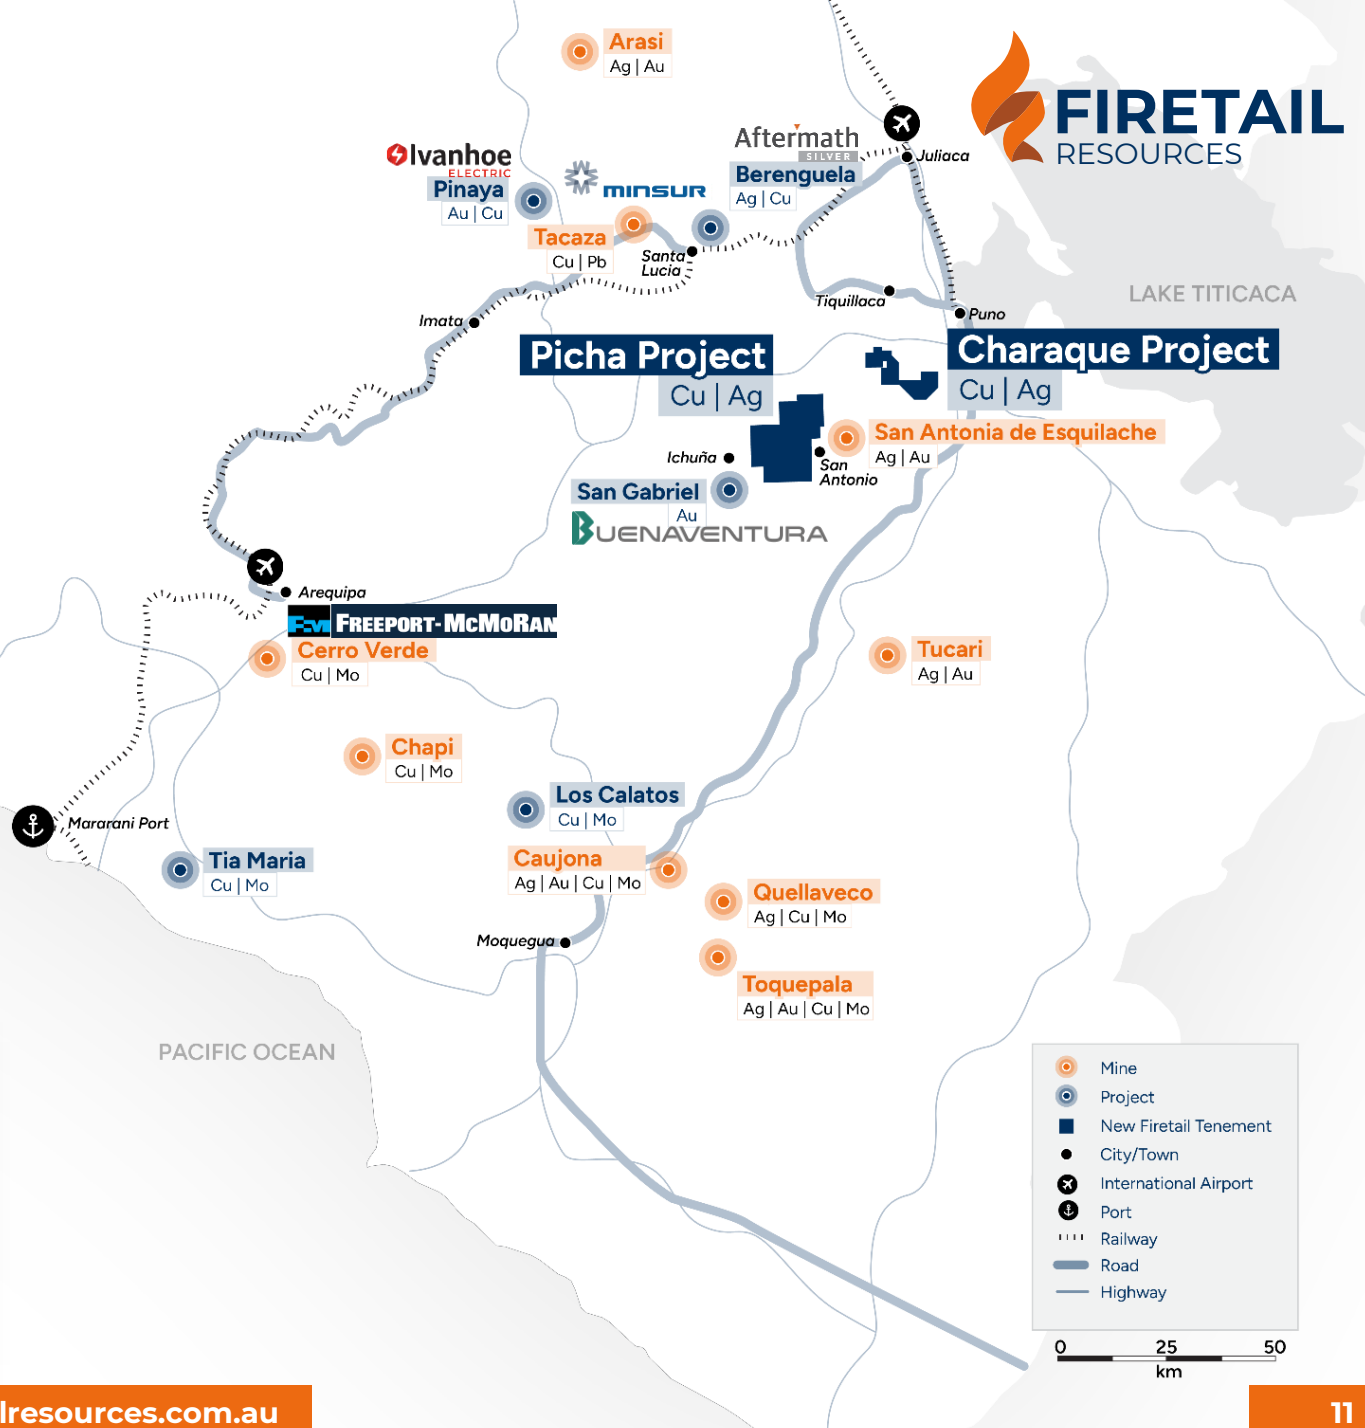 Arasi
Ag | Au
FIRETAIL
RESOURCES
Aftermath
SILVER
Juliaca
Ivanhoe
ELECTRIC
Pinaya
Au | Cu
MINSUR
Berenguela
Ag | Cu
Tacaza
Cu | Pb
Santa
Lucia
Tiquillaca
LAKE TITICACA
Puno
Imata
Picha Project
Cu | Ag
Charaque Project
Cu | Ag
San Antonia de Esquilache
Ag | Au
Ichuña
San
Antonio
San Gabriel
Au
BUENAVENTURA
Arequipa
FCX
FREEPORT-MCMORAN
Cerro Verde
Cu | Mo
Tucari
Ag | Au
Chapi
Cu | Mo
Los Calatos
Cu | Mo
Mararani Port
Tia Maria
Cu | Mo
Caujona
Ag | Au | Cu | Mo
Quellaveco
Ag | Cu | Mo
Moquegua
Toquepala
Ag | Au | Cu | Mo
PACIFIC OCEAN
Mine
Project
New Firetail Tenement
City/Town
International Airport
Port
Railway
Road
Highway
0 25 50
km
lresources.com.au
11